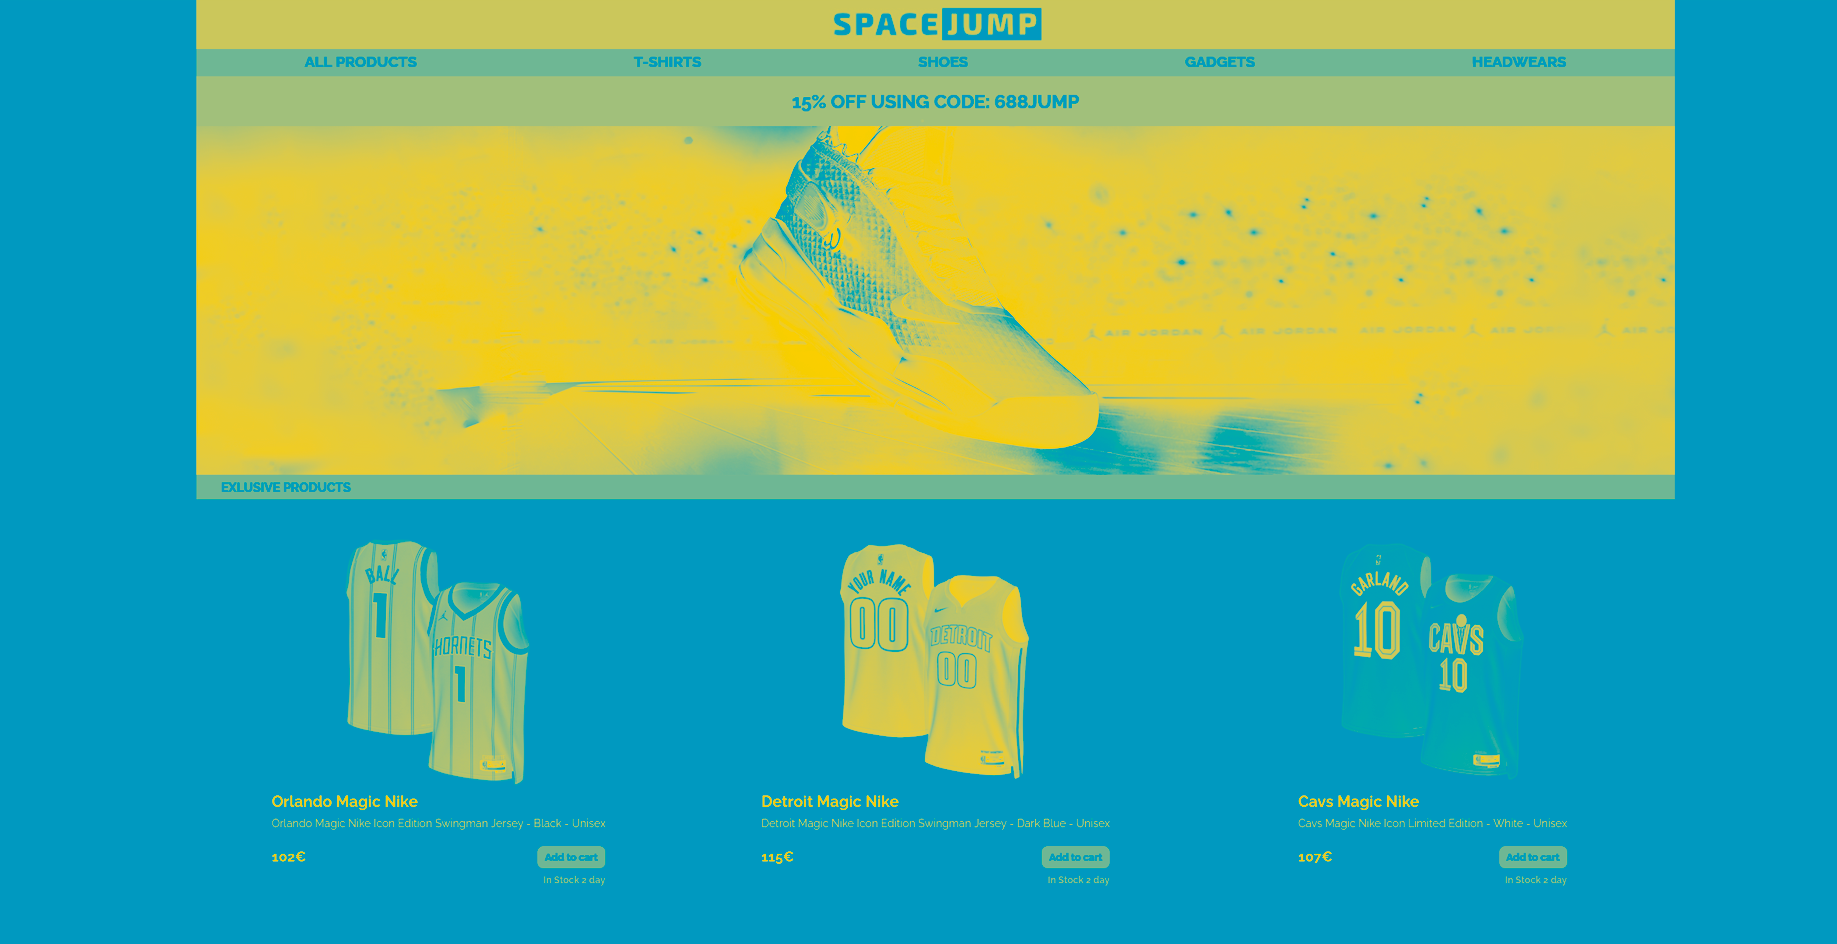 SPACEJUMP
ALL PRODUCTS T-SHIRTS SHOES GADGETS HEADWEARS
15% OFF USING CODE: 688JUMP
AIR JORDAN AIR JORDAN AIR JORDAN AIR JORDAN AIR JO
EXLUSIVE PRODUCTS
BALL
1
HORNETS
1
YOUR NAME
00
DETROIT
00
GARLAND
10
CAVS
10
Orlando Magic Nike
Orlando Magic Nike Icon Edition Swingman Jersey - Black - Unisex
102€ Add to cart
In Stock 2 day
Detroit Magic Nike
Detroit Magic Nike Icon Edition Swingman Jersey - Dark Blue - Unisex
115€ Add to cart
In Stock 2 day
Cavs Magic Nike
Cavs Magic Nike Icon Limited Edition - White - Unisex
107€ Add to cart
In Stock 2 day